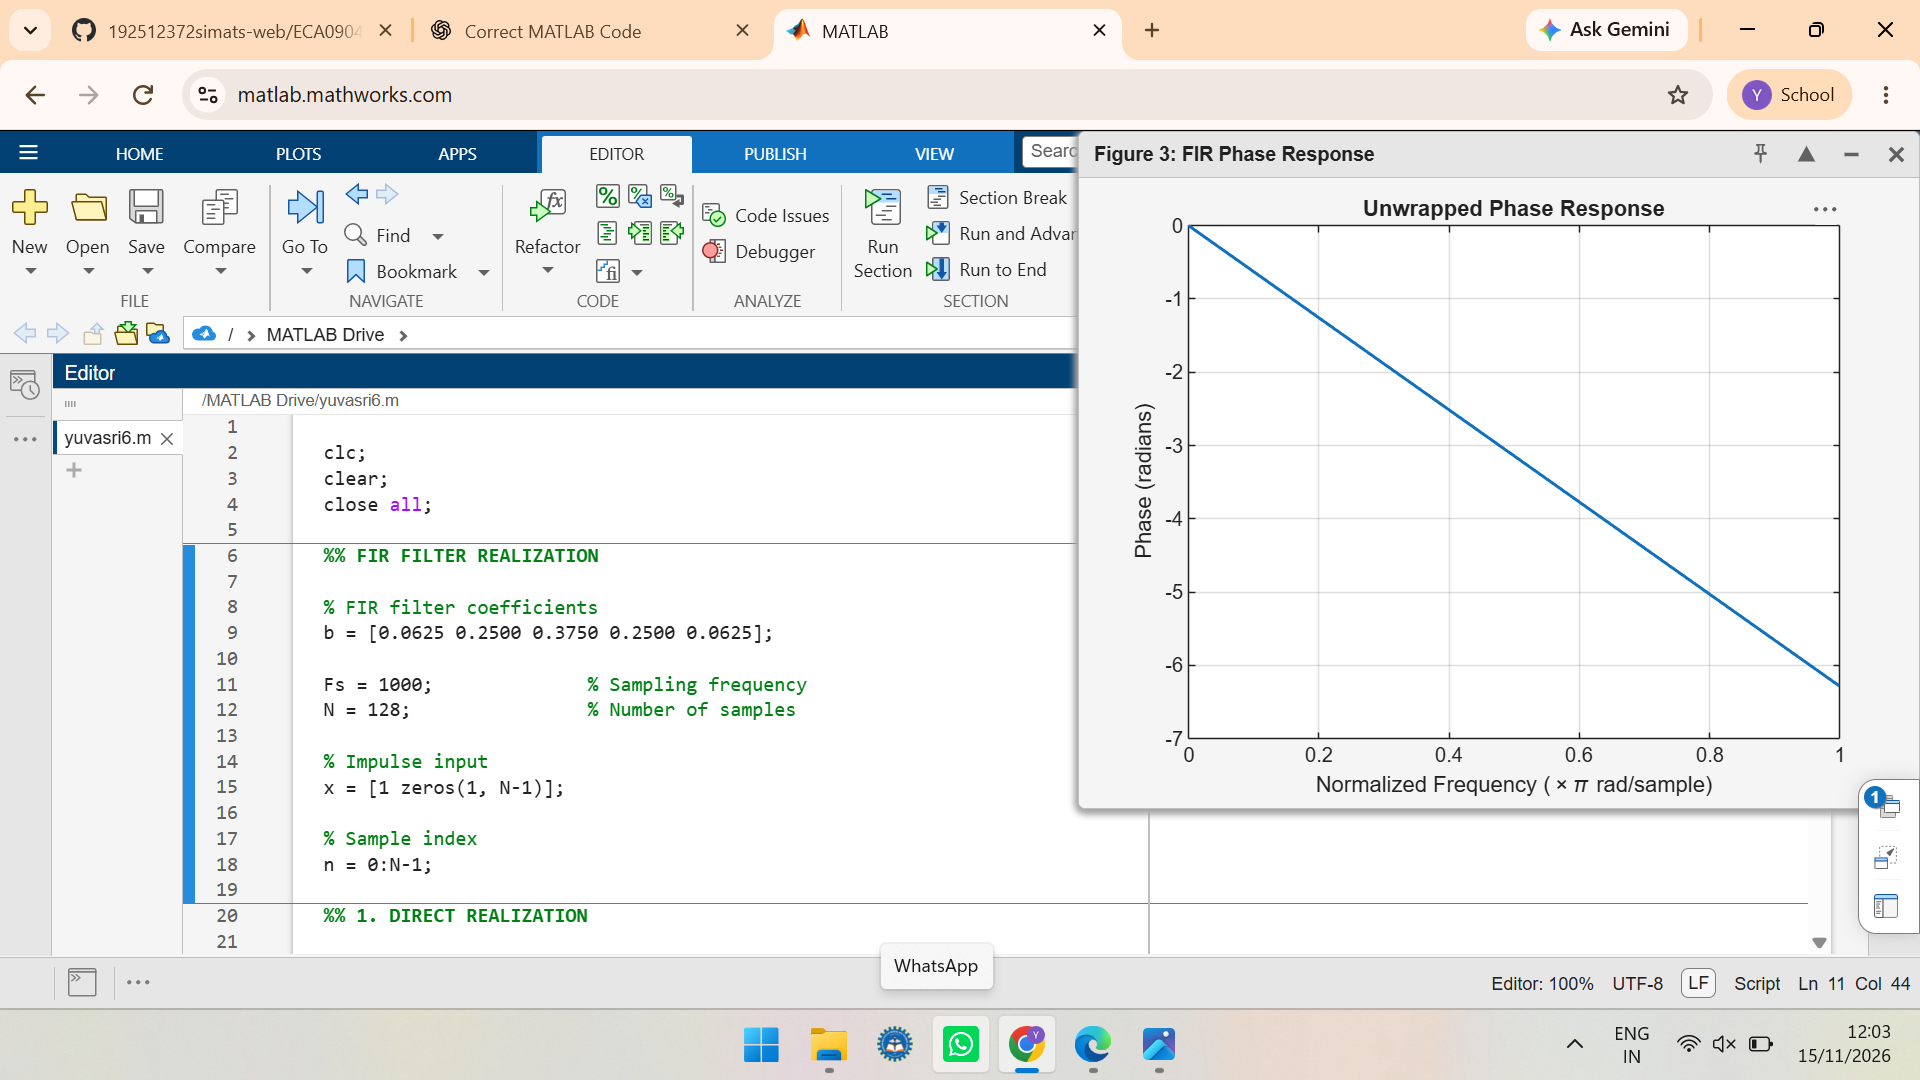 192512372simats-web/ECA0904
Correct MATLAB Code
MATLAB
Ask Gemini
matlab.mathworks.com
Y School
HOME PLOTS APPS EDITOR PUBLISH VIEW Searc
New Open Save Compare
FILE
Go To Find Bookmark
NAVIGATE
Refactor
CODE
Code Issues
Debugger
ANALYZE
Run Section
Section Break
Run and Advar
Run to End
SECTION
/ > MATLAB Drive >
Editor
/MATLAB Drive/yuvasri6.m
yuvasri6.m
1
2 clc;
3 clear;
4 close all;
5
6 %% FIR FILTER REALIZATION
7
8 % FIR filter coefficients
9 b = [0.0625 0.2500 0.3750 0.2500 0.0625];
10
11 Fs = 1000; % Sampling frequency
12 N = 128; % Number of samples
13
14 % Impulse input
15 x = [1 zeros(1, N-1)];
16
17 % Sample index
18 n = 0:N-1;
19
20 %% 1. DIRECT REALIZATION
21
Figure 3: FIR Phase Response
Unwrapped Phase Response
0
-1
-2
-3
-4
-5
-6
-7
Phase (radians)
0 0.2 0.4 0.6 0.8 1
Normalized Frequency ( × π rad/sample)
1
WhatsApp
Editor: 100% UTF-8 LF Script Ln 11 Col 44
ENG
IN
12:03
15/11/2026